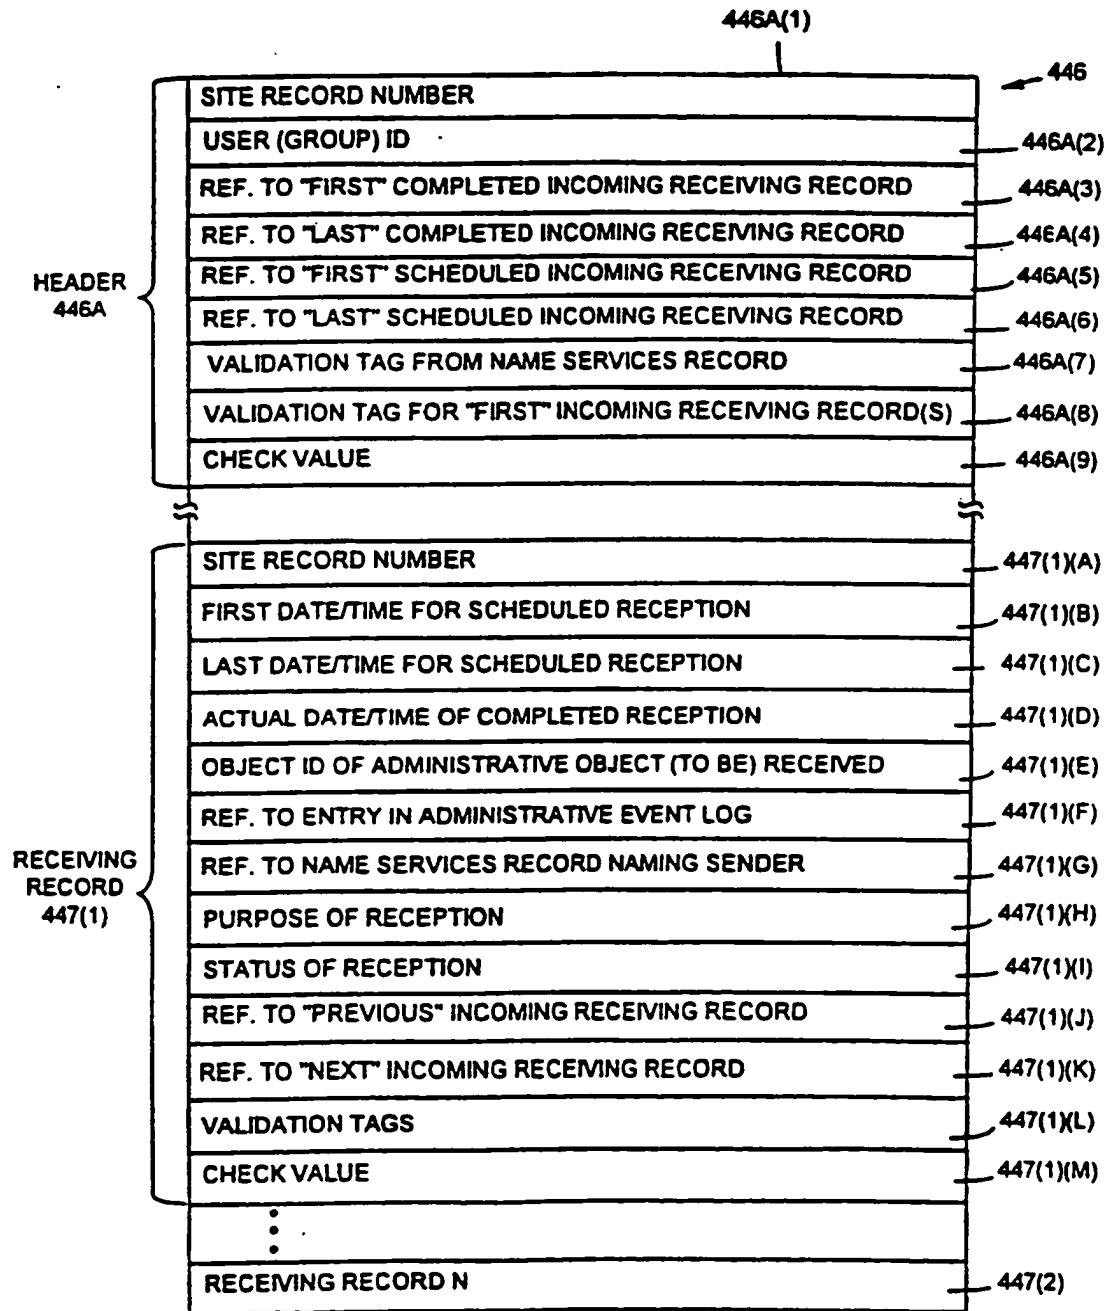 446A(1)
446
SITE RECORD NUMBER
USER (GROUP) ID
446A(2)
REF. TO "FIRST" COMPLETED INCOMING RECEIVING RECORD
446A(3)
REF. TO "LAST" COMPLETED INCOMING RECEIVING RECORD
446A(4)
REF. TO "FIRST" SCHEDULED INCOMING RECEIVING RECORD
446A(5)
HEADER
446A
REF. TO "LAST" SCHEDULED INCOMING RECEIVING RECORD
446A(6)
VALIDATION TAG FROM NAME SERVICES RECORD
446A(7)
VALIDATION TAG FOR "FIRST" INCOMING RECEIVING RECORD(S)
446A(8)
CHECK VALUE
446A(9)
SITE RECORD NUMBER
447(1)(A)
FIRST DATE/TIME FOR SCHEDULED RECEPTION
447(1)(B)
LAST DATE/TIME FOR SCHEDULED RECEPTION
447(1)(C)
ACTUAL DATE/TIME OF COMPLETED RECEPTION
447(1)(D)
OBJECT ID OF ADMINISTRATIVE OBJECT (TO BE) RECEIVED
447(1)(E)
REF. TO ENTRY IN ADMINISTRATIVE EVENT LOG
447(1)(F)
REF. TO NAME SERVICES RECORD NAMING SENDER
447(1)(G)
RECEIVING
RECORD
447(1)
PURPOSE OF RECEPTION
447(1)(H)
STATUS OF RECEPTION
447(1)(I)
REF. TO "PREVIOUS" INCOMING RECEIVING RECORD
447(1)(J)
REF. TO "NEXT" INCOMING RECEIVING RECORD
447(1)(K)
VALIDATION TAGS
447(1)(L)
CHECK VALUE
447(1)(M)
RECEIVING RECORD N
447(2)